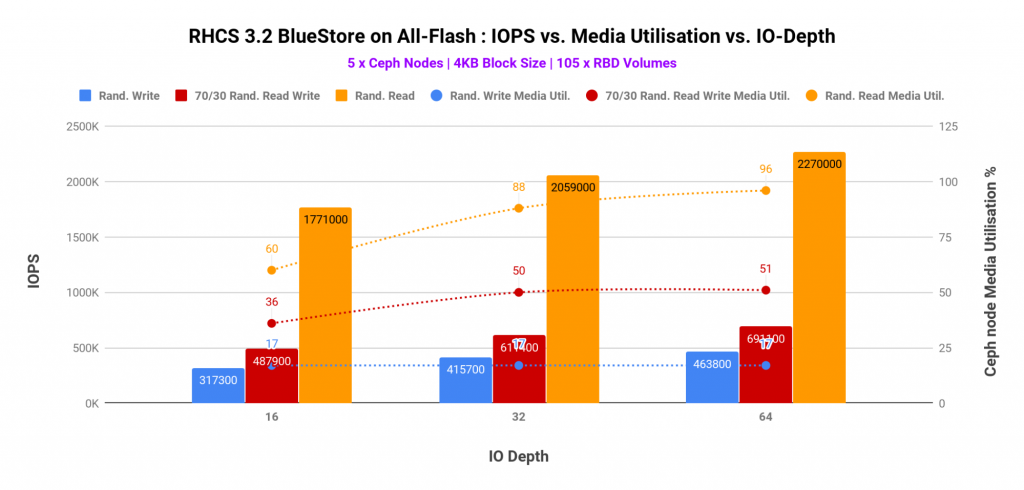 RHCS 3.2 BlueStore on All-Flash : IOPS vs. Media Utilisation vs. IO-Depth
5 x Ceph Nodes | 4KB Block Size | 105 x RBD Volumes
Rand. Write 70/30 Rand. Read Write Rand. Read Rand. Write Media Util. 70/30 Rand. Read Write Media Util. Rand. Read Media Util.
2500K 125
2000K 100
1500K 75
1000K 50
500K 25
0K 0
IOPS
Ceph node Media Utilisation %
60 88 96
36 50 51
17 17 17
1771000 2059000 2270000
487900
317300 415700 463800
16 32 64
IO Depth